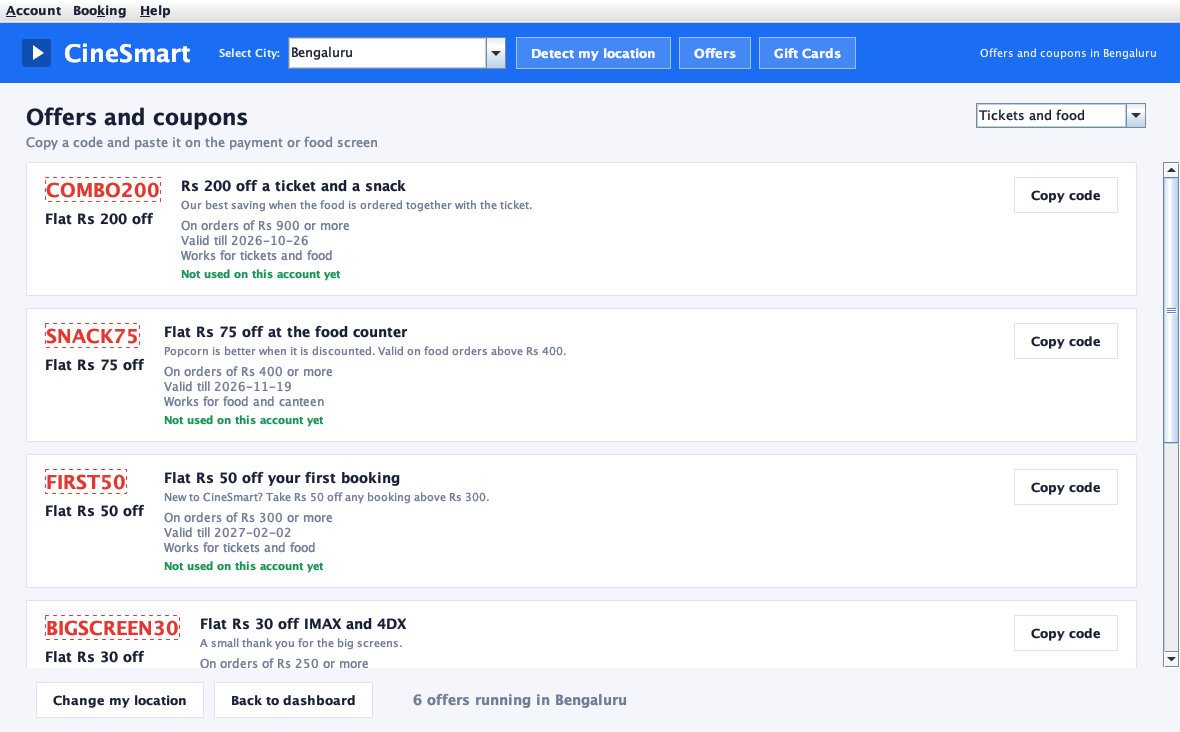 Account Booking Help
CineSmart Select City: Bengaluru Detect my location Offers Gift Cards Offers and coupons in Bengaluru
Offers and coupons
Tickets and food
Copy a code and paste it on the payment or food screen
COMBO200
Flat Rs 200 off
Rs 200 off a ticket and a snack
Our best saving when the food is ordered together with the ticket.
On orders of Rs 900 or more
Valid till 2026-10-26
Works for tickets and food
Not used on this account yet
Copy code
SNACK75
Flat Rs 75 off
Flat Rs 75 off at the food counter
Popcorn is better when it is discounted. Valid on food orders above Rs 400.
On orders of Rs 400 or more
Valid till 2026-11-19
Works for food and canteen
Not used on this account yet
Copy code
FIRST50
Flat Rs 50 off
Flat Rs 50 off your first booking
New to CineSmart? Take Rs 50 off any booking above Rs 300.
On orders of Rs 300 or more
Valid till 2027-02-02
Works for tickets and food
Not used on this account yet
Copy code
BIGSCREEN30
Flat Rs 30 off
Flat Rs 30 off IMAX and 4DX
A small thank you for the big screens.
On orders of Rs 250 or more
Copy code
Change my location Back to dashboard 6 offers running in Bengaluru